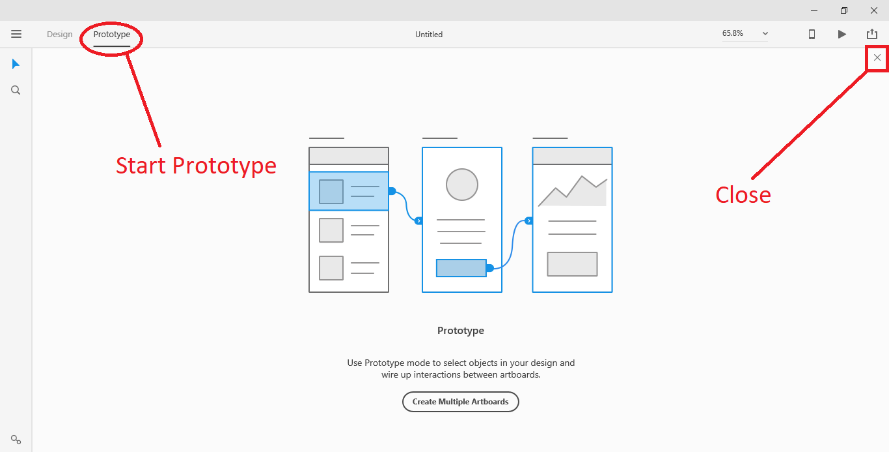 Design
Prototype
Untitled
65.8%
Start Prototype
Close
Prototype
Use Prototype mode to select objects in your design and
wire up interactions between artboards.
Create Multiple Artboards